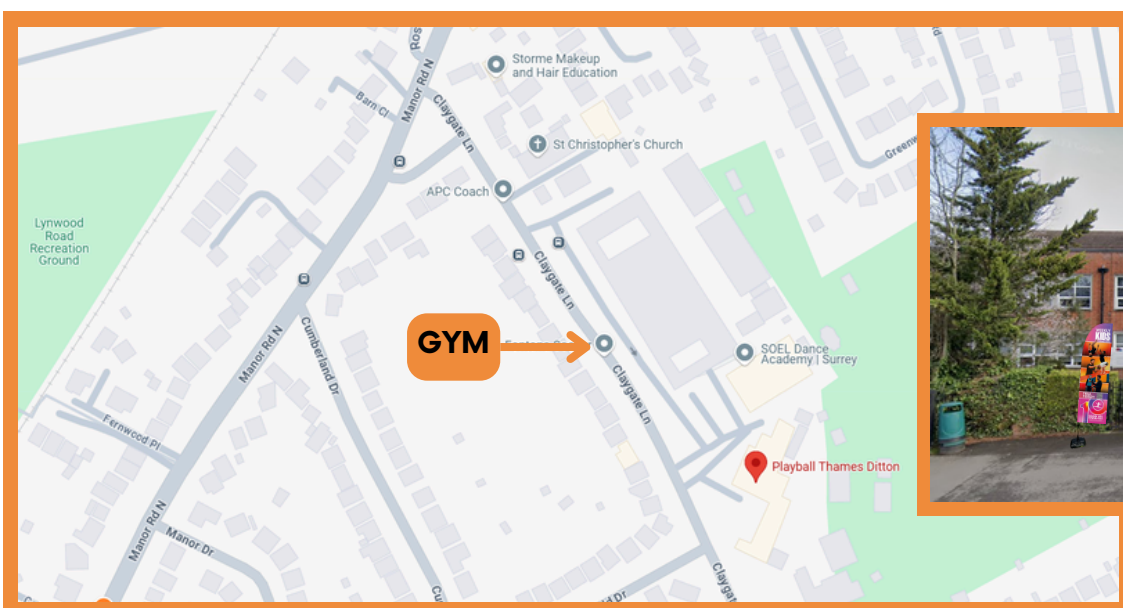 Storme Makeup
and Hair Education
Manor Rd N
Barn Cl
Claygate Ln
St Christopher's Church
APC Coach
Lynwood
Road
Recreation
Ground
Claygate Ln
GYM
SOEL Dance
Academy | Surrey
Manor Rd N
Cumberland Dr
Claygate Ln
Fernwood Pl
Playball Thames Ditton
Manor Rd N
Manor Dr
KIDS